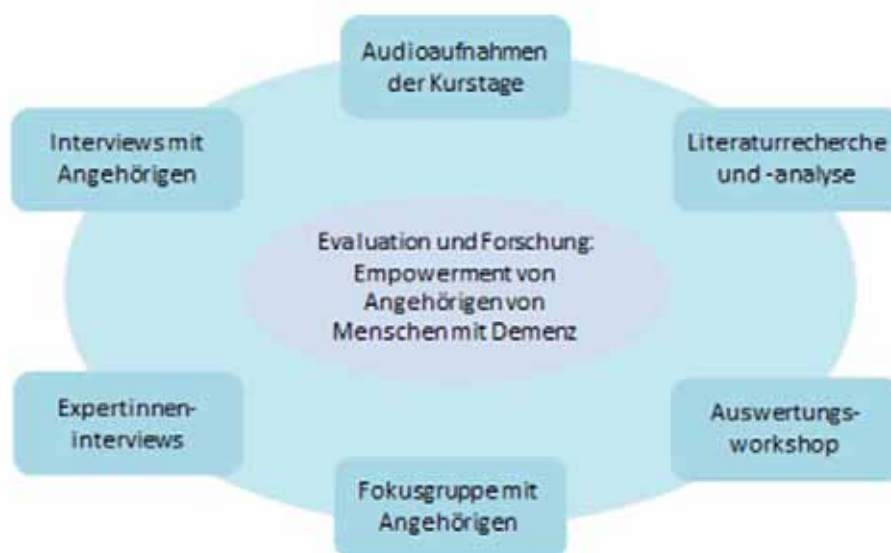 Audioaufnahmen
der Kurstage
Interviews mit
Angehörigen
Literaturrecherche
und -analyse
Evaluation und Forschung:
Empowerment von
Angehörigen von
Menschen mit Demenz
Expertinnen-
interviews
Auswertungs-
workshop
Fokusgruppe mit
Angehörigen